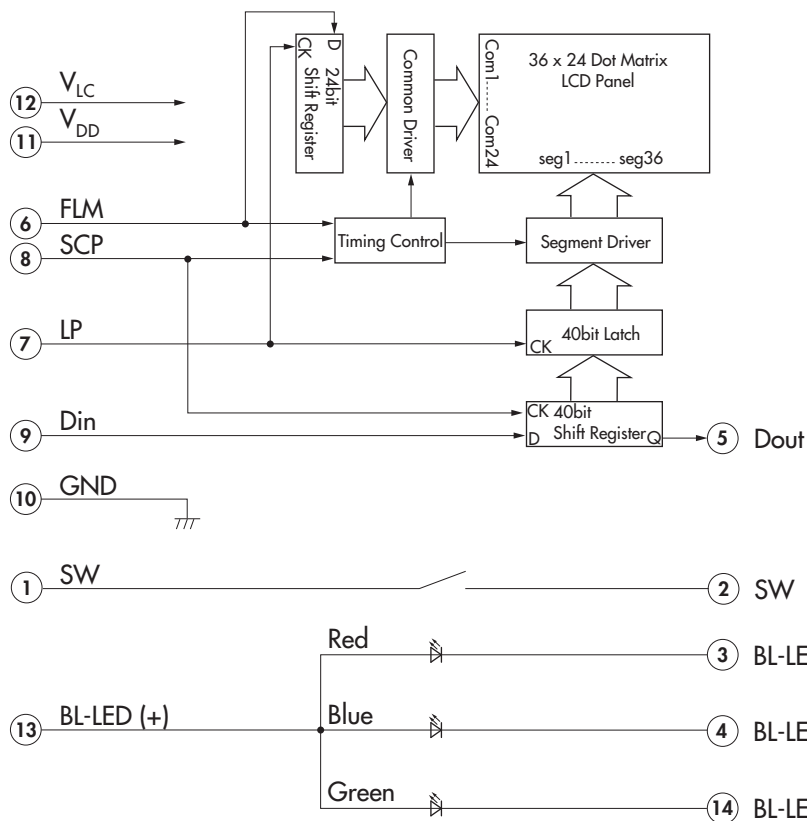 D
CK
24bit
Shift Register
Common Driver
Com1
Com24
36 x 24 Dot Matrix
LCD Panel
seg1 ........ seg36
12 VLC
11 VDD
6 FLM
8 SCP
Timing Control
Segment Driver
7 LP
40bit Latch
CK
CK 40bit
D Shift Register Q
9 Din
5 Dout
10 GND
1 SW
2 SW
Red
3 BL-LE
13 BL-LED (+)
Blue
4 BL-LE
Green
14 BL-LE